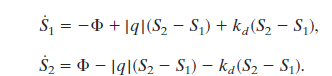 Ṡ₁ = −Φ + |q|(S₂ − S₁) + k_d(S₂ − S₁),
Ṡ₂ = Φ − |q|(S₂ − S₁) − k_d(S₂ − S₁).